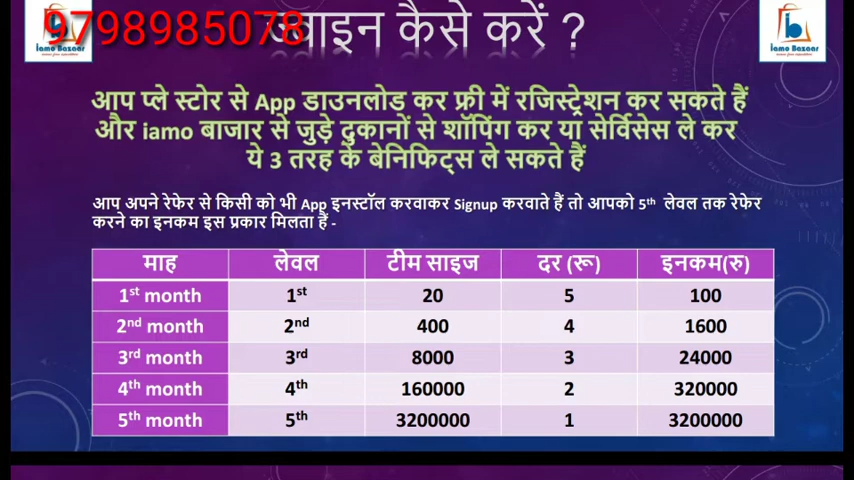 9798985078
ज्वाइन कैसे करें ?
iamo Bazaar
iamo Bazaar
आप प्ले स्टोर से App डाउनलोड कर फ्री में रजिस्ट्रेशन कर सकते हैं
और iamo बाजार से जुड़े दुकानों से शॉपिंग कर या सेर्विसेस ले कर
ये 3 तरह के बेनिफिट्स ले सकते हैं
आप अपने रेफेर से किसी को भी App इनस्टॉल करवाकर Signup करवाते हैं तो आपको 5th लेवल तक रेफेर
करने का इनकम इस प्रकार मिलता हैं -
माह लेवल टीम साइज दर (रू) इनकम(रु)
1st month 1st 20 5 100
2nd month 2nd 400 4 1600
3rd month 3rd 8000 3 24000
4th month 4th 160000 2 320000
5th month 5th 3200000 1 3200000